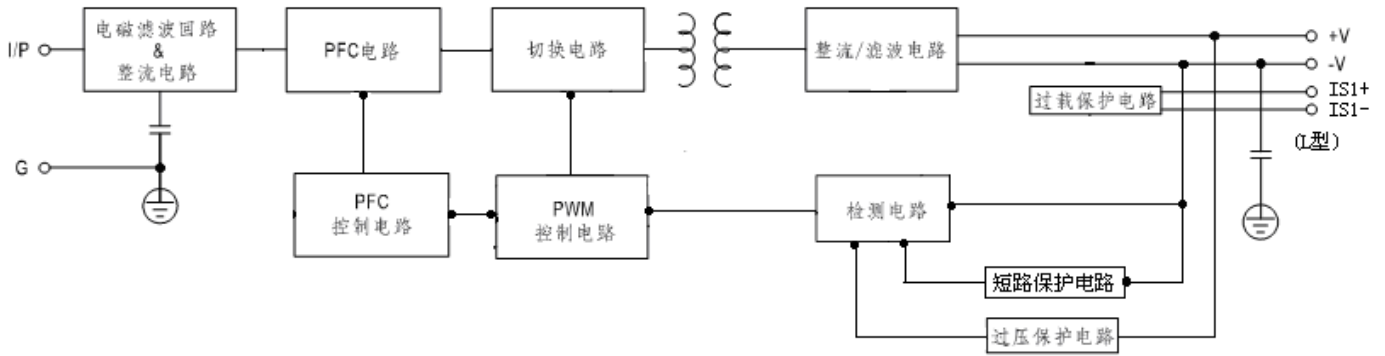 I/P
电磁滤波回路
&
整流电路
PFC电路
切换电路
整流/滤波电路
+V
-V
IS1+
IS1-
过载保护电路
(L型)
G
PFC
控制电路
PWM
控制电路
检测电路
短路保护电路
过压保护电路